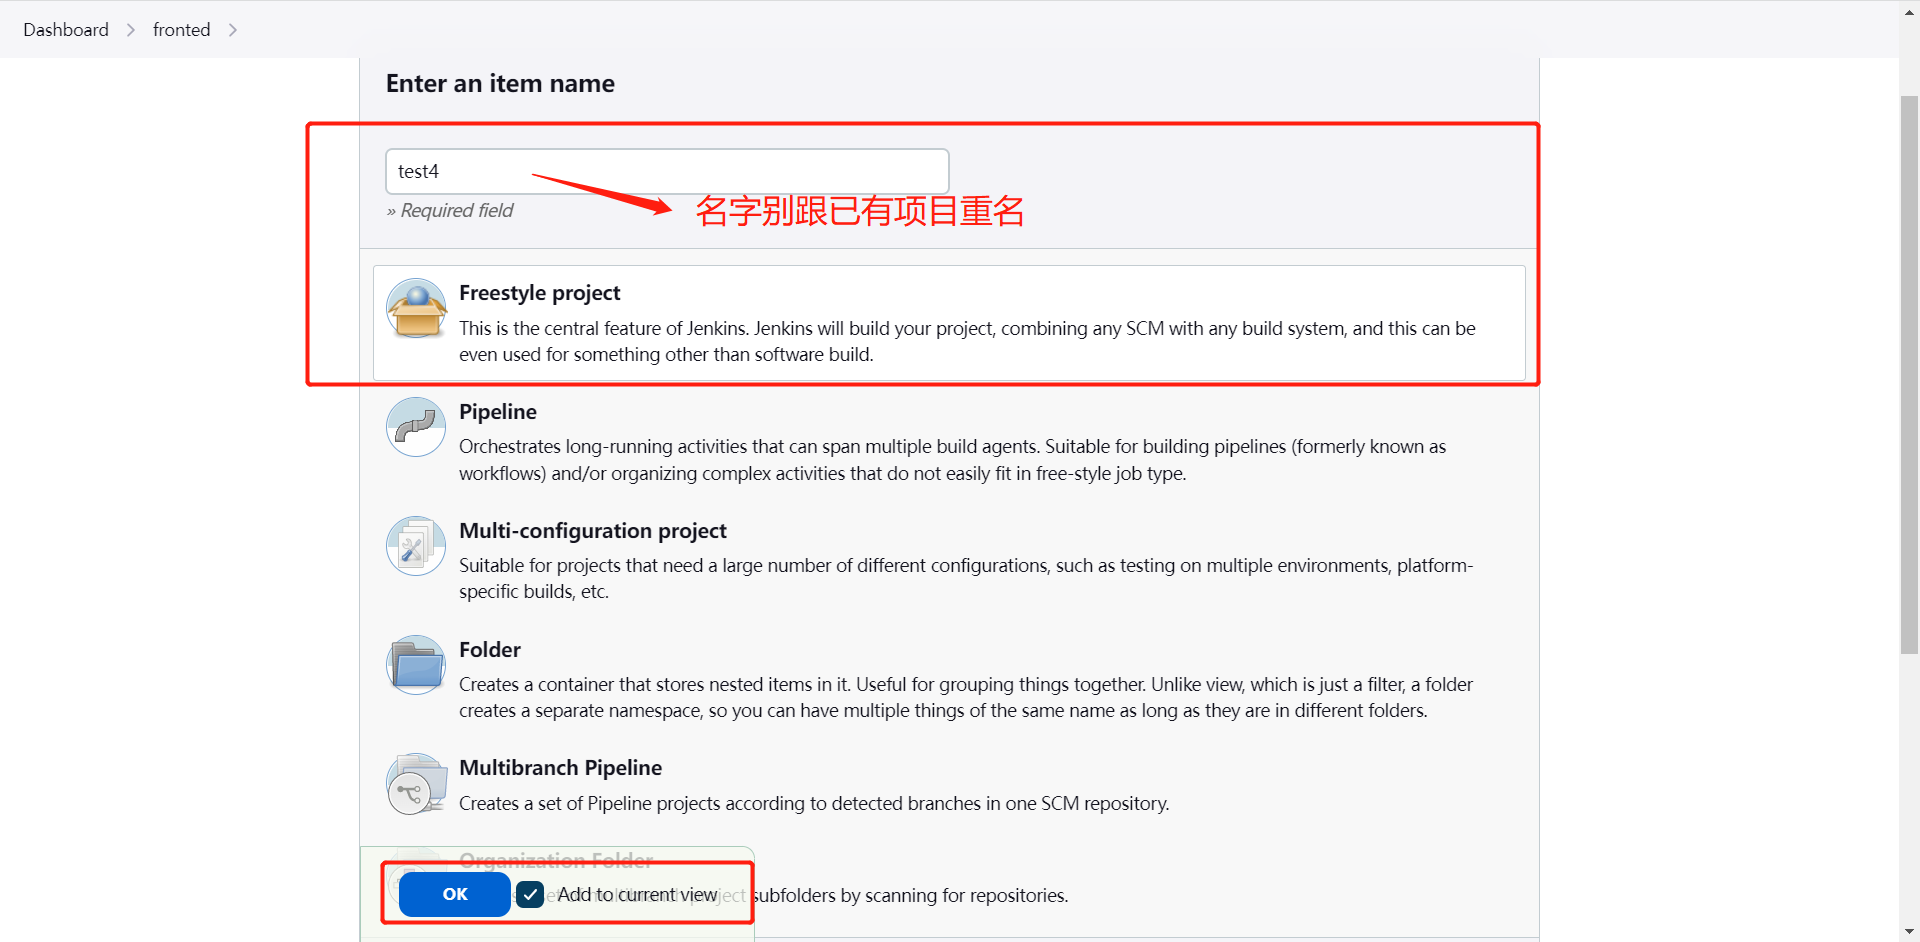 Dashboard > fronted >
Enter an item name
test4
» Required field
名字别跟已有项目重名
Freestyle project
This is the central feature of Jenkins. Jenkins will build your project, combining any SCM with any build system, and this can be
even used for something other than software build.
Pipeline
Orchestrates long-running activities that can span multiple build agents. Suitable for building pipelines (formerly known as
workflows) and/or organizing complex activities that do not easily fit in free-style job type.
Multi-configuration project
Suitable for projects that need a large number of different configurations, such as testing on multiple environments, platform-
specific builds, etc.
Folder
Creates a container that stores nested items in it. Useful for grouping things together. Unlike view, which is just a filter, a folder
creates a separate namespace, so you can have multiple things of the same name as long as they are in different folders.
Multibranch Pipeline
Creates a set of Pipeline projects according to detected branches in one SCM repository.
Organization Folder
OK Add to current view
set of multibranch project subfolders by scanning for repositories.